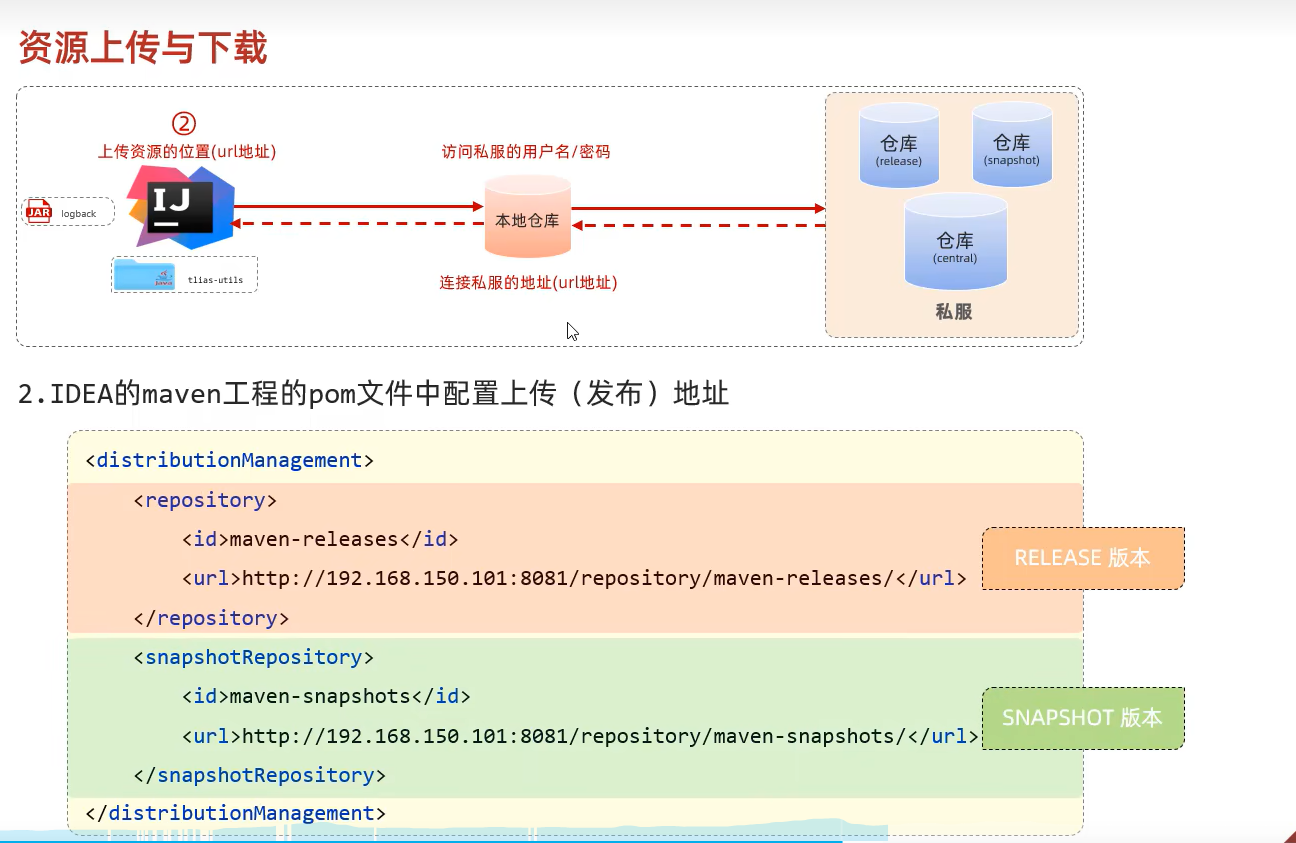 资源上传与下载
②
上传资源的位置(url地址)
访问私服的用户名/密码
仓库
(release)
仓库
(snapshot)
IJ
JAR
logback
本地仓库
仓库
(central)
java
tlias-utils
连接私服的地址(url地址)
私服
2.IDEA的maven工程的pom文件中配置上传（发布）地址
<distributionManagement>
<repository>
<id>maven-releases</id>
<url>http://192.168.150.101:8081/repository/maven-releases/</url>
</repository>
RELEASE 版本
<snapshotRepository>
<id>maven-snapshots</id>
<url>http://192.168.150.101:8081/repository/maven-snapshots/</url>
</snapshotRepository>
SNAPSHOT 版本
</distributionManagement>